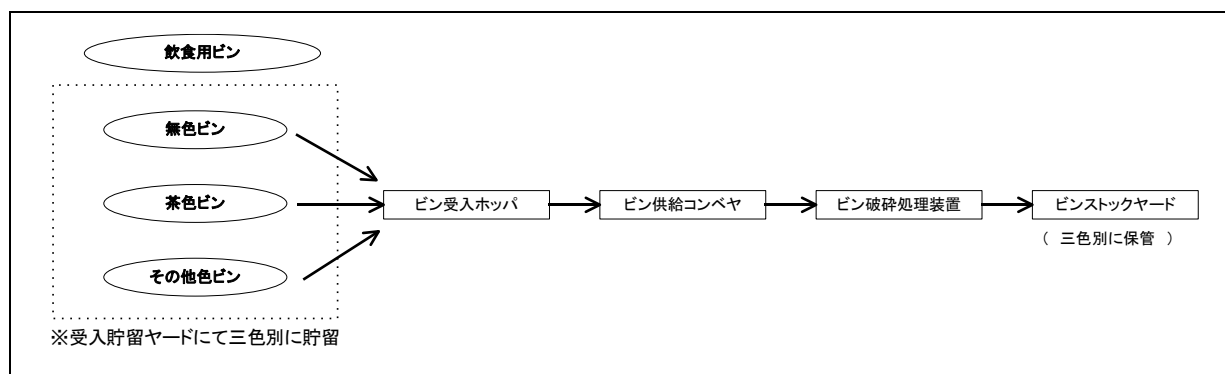 飲食用ビン
無色ビン
茶色ビン
その他色ビン
※受入貯留ヤードにて三色別に貯留
ビン受入ホッパ
ビン供給コンベヤ
ビン破砕処理装置
ビンストックヤード
（ 三色別に保管 ）